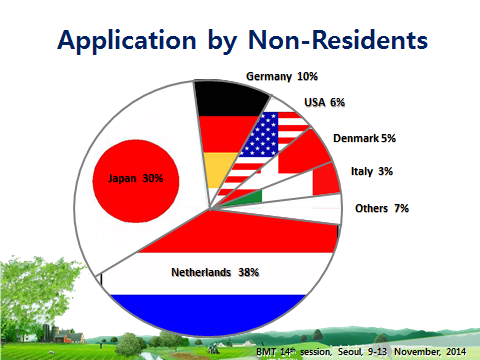 Application by Non-Residents
Germany 10%
USA 6%
Denmark 5%
Italy 3%
Others 7%
Japan 30%
Netherlands 38%
BMT 14th session, Seoul, 9-13 November, 2014